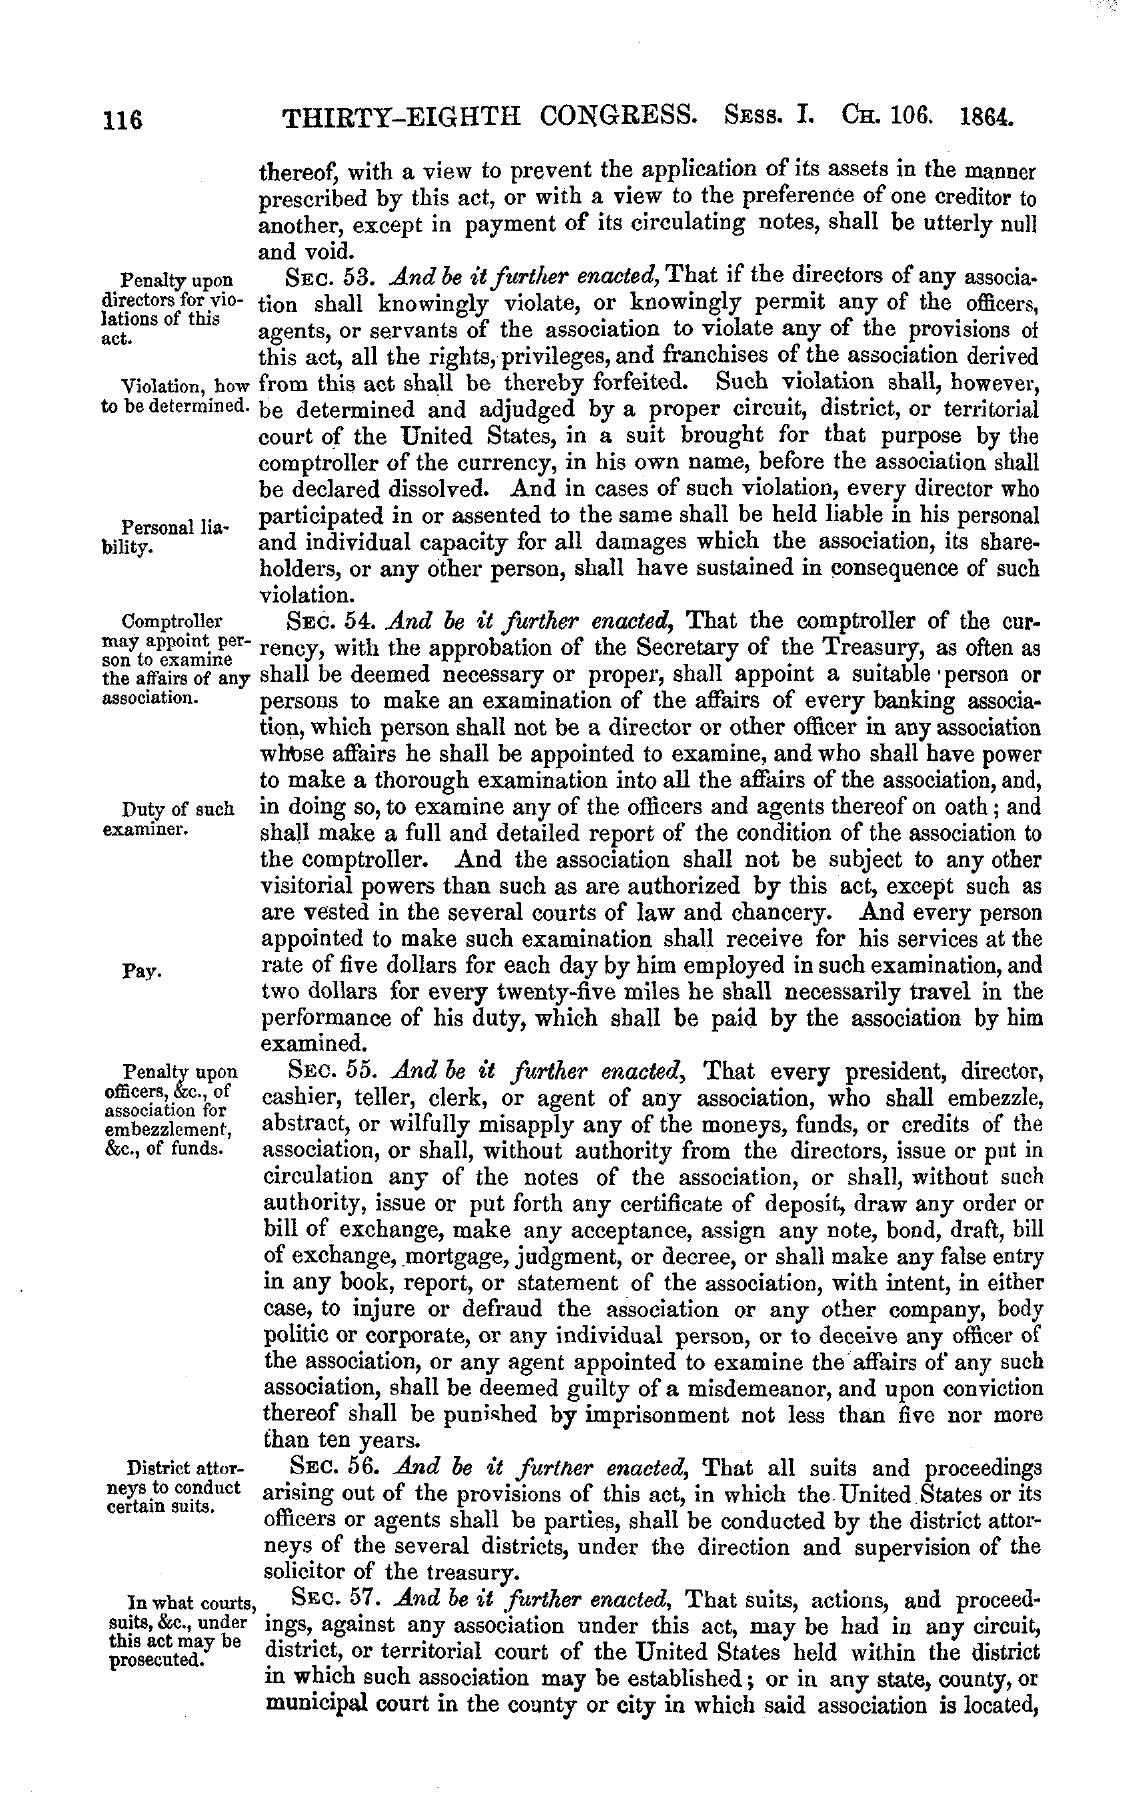 116 THIRTY-EIGHTH CONGRESS. SESS. I. CH. 106. 1864.
thereof, with a view to prevent the application of its assets in the manner
prescribed by this act, or with a view to the preference of one creditor to
another, except in payment of its circulating notes, shall be utterly null
and void.
Penalty upon
directors for vio-
lations of this
act.
SEC. 53. And be it further enacted, That if the directors of any associa-
tion shall knowingly violate, or knowingly permit any of the officers,
agents, or servants of the association to violate any of the provisions of
this act, all the rights, privileges, and franchises of the association derived
Violation, how
to be determined.
from this act shall be thereby forfeited. Such violation shall, however,
be determined and adjudged by a proper circuit, district, or territorial
court of the United States, in a suit brought for that purpose by the
comptroller of the currency, in his own name, before the association shall
be declared dissolved. And in cases of such violation, every director who
Personal lia-
bility.
participated in or assented to the same shall be held liable in his personal
and individual capacity for all damages which the association, its share-
holders, or any other person, shall have sustained in consequence of such
violation.
Comptroller
may appoint per-
son to examine
the affairs of any
association.
SEC. 54. And be it further enacted, That the comptroller of the cur-
rency, with the approbation of the Secretary of the Treasury, as often as
shall be deemed necessary or proper, shall appoint a suitable person or
persons to make an examination of the affairs of every banking associa-
tion, which person shall not be a director or other officer in any association
whose affairs he shall be appointed to examine, and who shall have power
to make a thorough examination into all the affairs of the association, and,
Duty of such
examiner.
in doing so, to examine any of the officers and agents thereof on oath; and
shall make a full and detailed report of the condition of the association to
the comptroller. And the association shall not be subject to any other
visitorial powers than such as are authorized by this act, except such as
are vested in the several courts of law and chancery. And every person
appointed to make such examination shall receive for his services at the
Pay.
rate of five dollars for each day by him employed in such examination, and
two dollars for every twenty-five miles he shall necessarily travel in the
performance of his duty, which shall be paid by the association by him
examined.
Penalty upon
officers, &c., of
association for
embezzlement,
&c., of funds.
SEC. 55. And be it further enacted, That every president, director,
cashier, teller, clerk, or agent of any association, who shall embezzle,
abstract, or wilfully misapply any of the moneys, funds, or credits of the
association, or shall, without authority from the directors, issue or put in
circulation any of the notes of the association, or shall, without such
authority, issue or put forth any certificate of deposit, draw any order or
bill of exchange, make any acceptance, assign any note, bond, draft, bill
of exchange, mortgage, judgment, or decree, or shall make any false entry
in any book, report, or statement of the association, with intent, in either
case, to injure or defraud the association or any other company, body
politic or corporate, or any individual person, or to deceive any officer of
the association, or any agent appointed to examine the affairs of any such
association, shall be deemed guilty of a misdemeanor, and upon conviction
thereof shall be punished by imprisonment not less than five nor more
than ten years.
District attor-
neys to conduct
certain suits.
SEC. 56. And be it further enacted, That all suits and proceedings
arising out of the provisions of this act, in which the United States or its
officers or agents shall be parties, shall be conducted by the district attor-
neys of the several districts, under the direction and supervision of the
solicitor of the treasury.
In what courts,
suits, &c., under
this act may be
prosecuted.
SEC. 57. And be it further enacted, That suits, actions, and proceed-
ings, against any association under this act, may be had in any circuit,
district, or territorial court of the United States held within the district
in which such association may be established; or in any state, county, or
municipal court in the county or city in which said association is located,